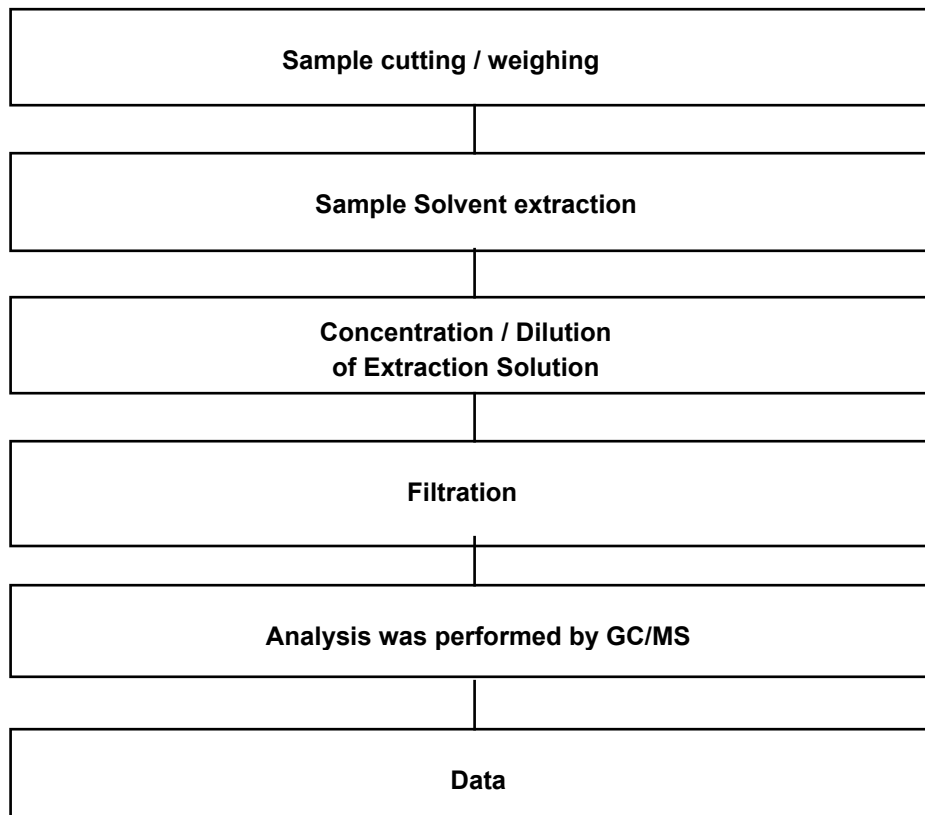 Sample cutting / weighing
Sample Solvent extraction
Concentration / Dilution
of Extraction Solution
Filtration
Analysis was performed by GC/MS
Data